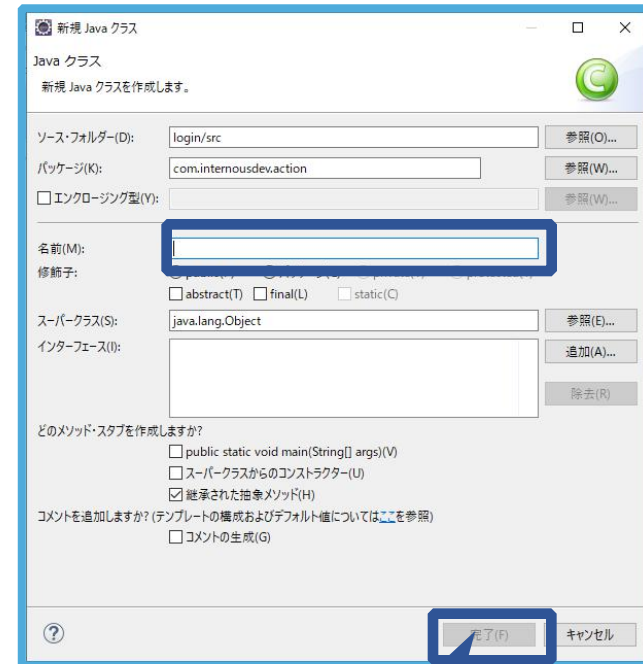 新規 Java クラス
Java クラス
新規 Java クラスを作成します。
ソース・フォルダー(D): login/src 参照(O)...
パッケージ(K): com.internousdev.action 参照(W)...
エンクロージング型(Y): 参照(W)...
名前(M):
修飾子:
abstract(T) final(L) static(C)
スーパークラス(S): java.lang.Object 参照(E)...
インターフェース(I): 追加(A)...
除去(R)
どのメソッド・スタブを作成しますか?
public static void main(String[] args)(V)
スーパークラスからのコンストラクター(U)
継承された抽象メソッド(H)
コメントを追加しますか? (テンプレートの構成およびデフォルト値についてはここを参照)
コメントの生成(G)
完了(F) キャンセル